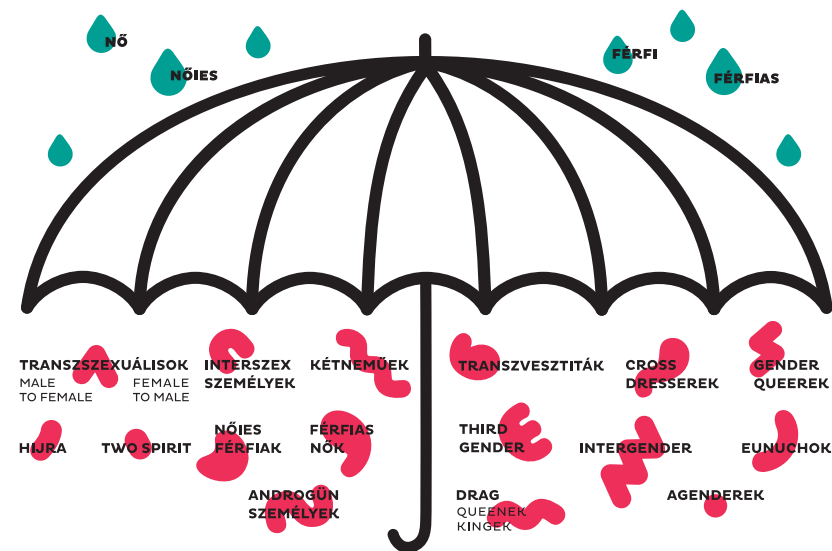 NŐ
NŐIES
FÉRFI
FÉRFIAS
TRANSZSZEXUÁLISOK
MALE
TO FEMALE
FEMALE
TO MALE
INTERSZEX
SZEMÉLYEK
KÉTNEMŰEK
TRANSZVESZTITÁK
CROSS
DRESSEREK
GENDER
QUEEREK
HIJRA
TWO SPIRIT
NŐIES
FÉRFIAK
FÉRFIAS
NŐK
THIRD
GENDER
INTERGENDER
EUNUCHOK
ANDROGÜN
SZEMÉLYEK
DRAG
QUEENEK
KINGEK
AGENDEREK